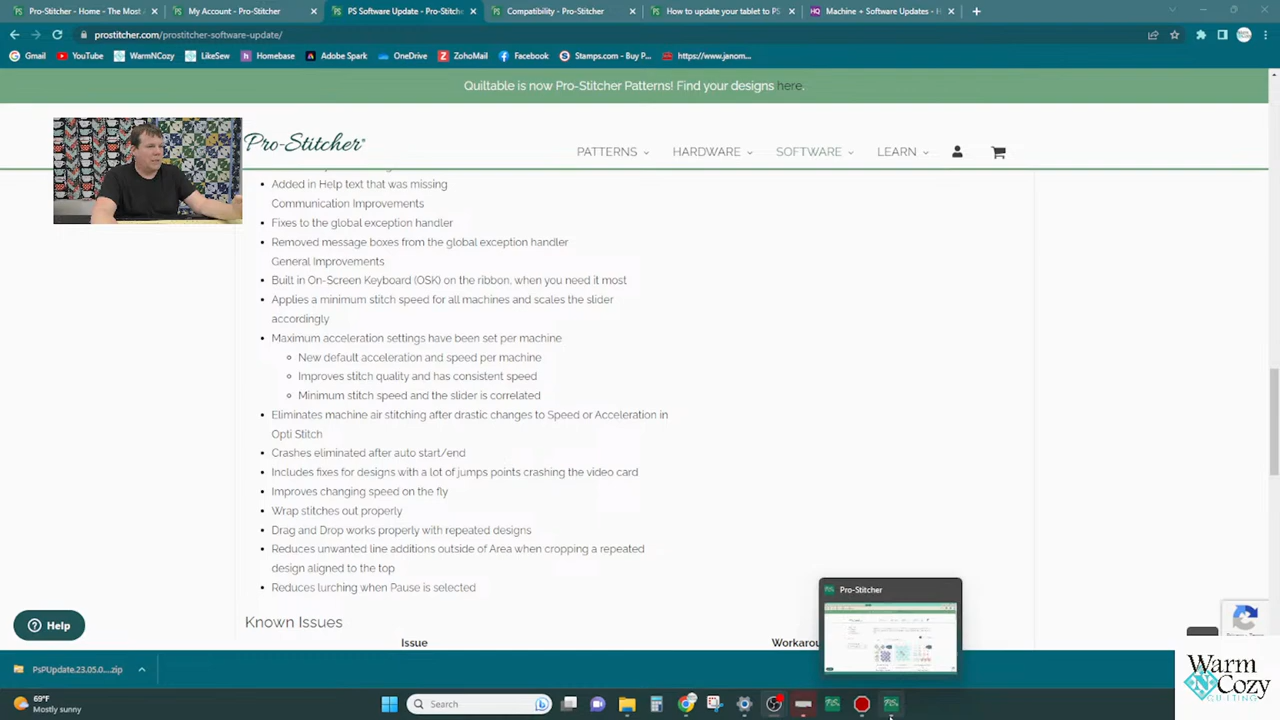 Pro-Stitcher - Home - The Most A
My Account - Pro-Stitcher
PS Software Update - Pro-Stitche
Compatibility - Pro-Stitcher
How to update your tablet to PS
Machine + Software Updates - H
prostitcher.com/prostitcher-software-update/
Gmail
YouTube
WarmNCozy
LikeSew
Homebase
Adobe Spark
OneDrive
ZohoMail
Facebook
Stamps.com - Buy P...
https://www.janom...
Quiltable is now Pro-Stitcher Patterns! Find your designs here.
Pro-Stitcher®
PATTERNS
HARDWARE
SOFTWARE
LEARN
Added in Help text that was missing
Communication Improvements
Fixes to the global exception handler
Removed message boxes from the global exception handler
General Improvements
Built in On-Screen Keyboard (OSK) on the ribbon, when you need it most
Applies a minimum stitch speed for all machines and scales the slider
accordingly
Maximum acceleration settings have been set per machine
New default acceleration and speed per machine
Improves stitch quality and has consistent speed
Minimum stitch speed and the slider is correlated
Eliminates machine air stitching after drastic changes to Speed or Acceleration in
Opti Stitch
Crashes eliminated after auto start/end
Includes fixes for designs with a lot of jumps points crashing the video card
Improves changing speed on the fly
Wrap stitches out properly
Drag and Drop works properly with repeated designs
Reduces unwanted line additions outside of Area when cropping a repeated
design aligned to the top
Reduces lurching when Pause is selected
Pro-Stitcher
Help
Known Issues
Issue
Workarou
PsPUpdate.23.05.0....zip
Warm
N
Cozy
QUILTING
69°F
Mostly sunny
Search